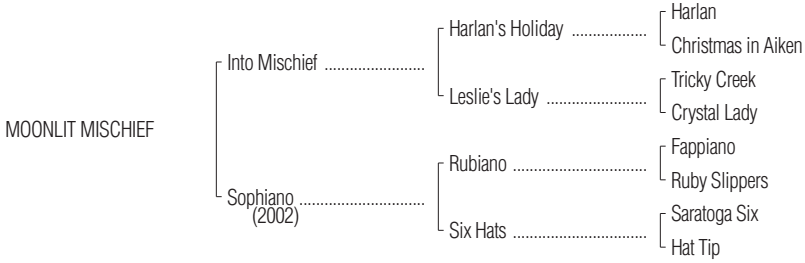 Harlan
Harlan's Holiday ....................
Christmas in Aiken
Into Mischief .........................
Tricky Creek
Leslie's Lady ..........................
Crystal Lady
MOONLIT MISCHIEF
Fappiano
Rubiano ..................................
Ruby Slippers
Sophiano ...............................
(2002)
Saratoga Six
Six Hats ..................................
Hat Tip